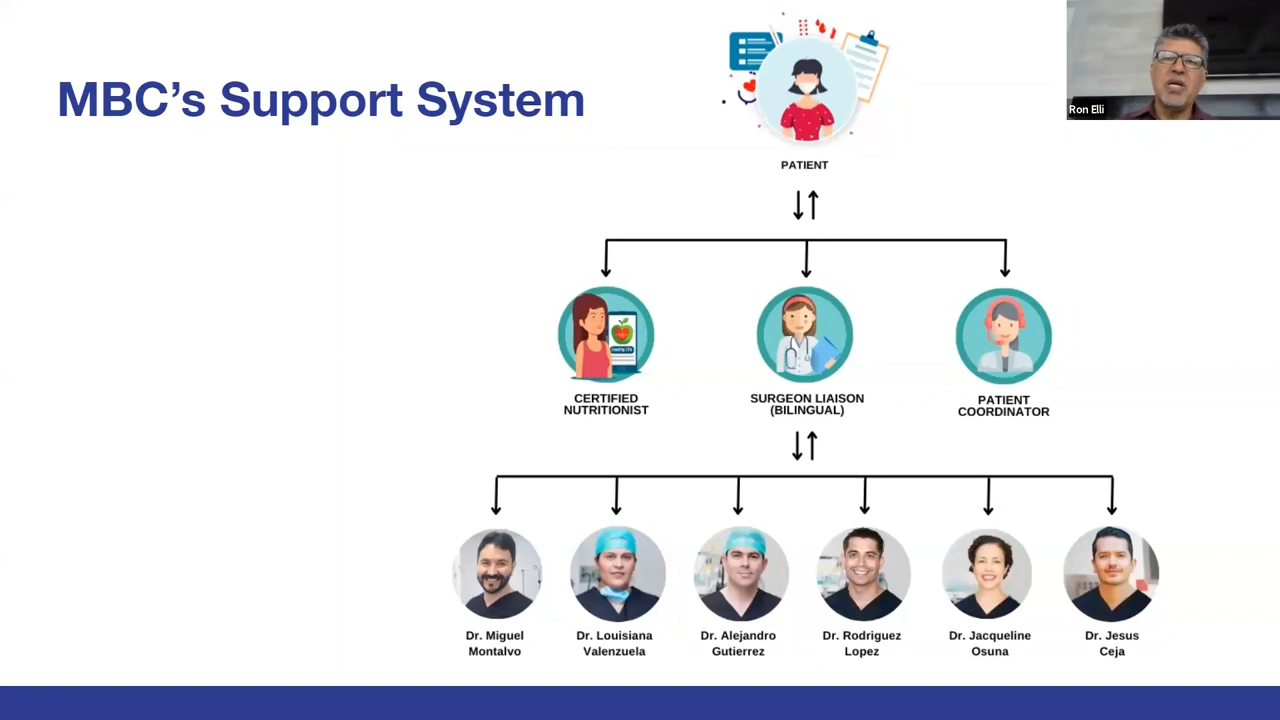 MBC's Support System
Ron Elli
PATIENT
CERTIFIED
NUTRITIONIST
SURGEON LIAISON
(BILINGUAL)
PATIENT
COORDINATOR
Dr. Miguel
Montalvo
Dr. Louisiana
Valenzuela
Dr. Alejandro
Gutierrez
Dr. Rodriguez
Lopez
Dr. Jacqueline
Osuna
Dr. Jesus
Ceja